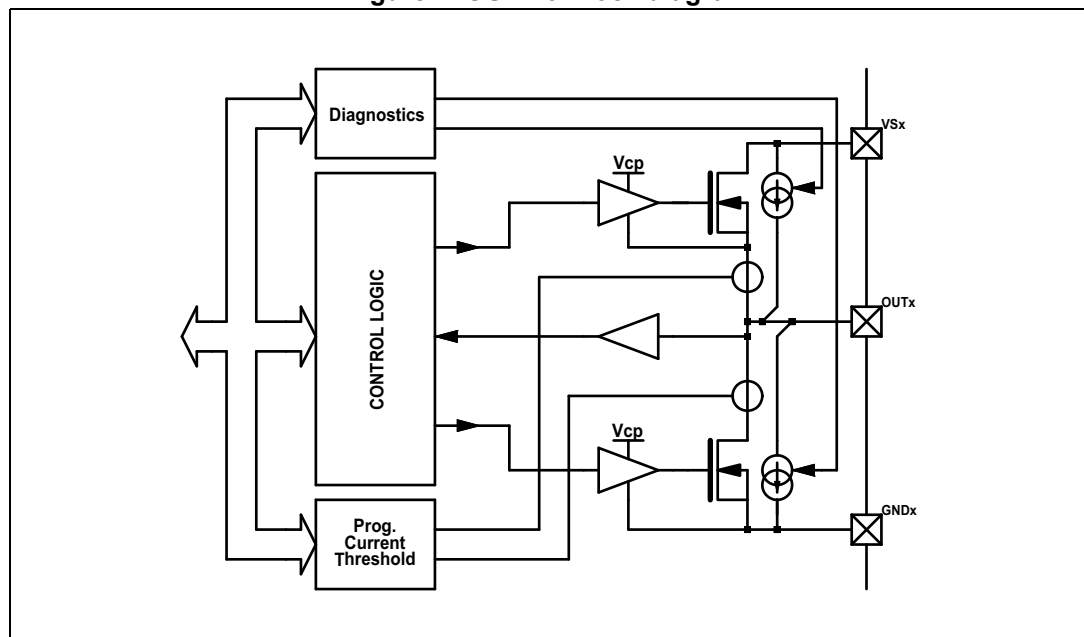 Diagnostics
VSx
Vcp
CONTROL LOGIC
OUTx
Vcp
Prog.
Current
Threshold
GNDx